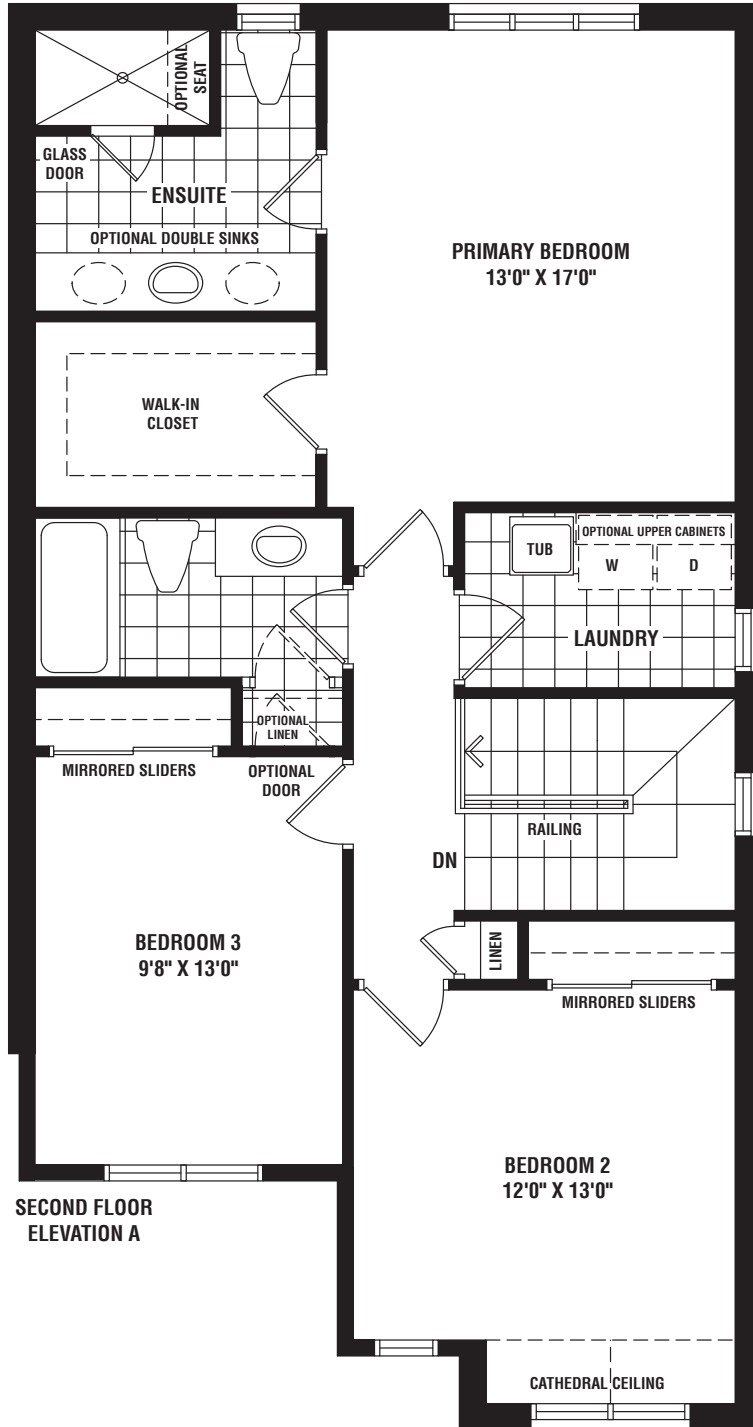 OPTIONAL
SEAT
GLASS
DOOR
ENSUITE
OPTIONAL DOUBLE SINKS
PRIMARY BEDROOM
13'0" X 17'0"
WALK-IN
CLOSET
OPTIONAL UPPER CABINETS
TUB
W
D
LAUNDRY
OPTIONAL
LINEN
MIRRORED SLIDERS
OPTIONAL
DOOR
RAILING
DN
BEDROOM 3
9'8" X 13'0"
LINEN
MIRRORED SLIDERS
BEDROOM 2
12'0" X 13'0"
SECOND FLOOR
ELEVATION A
CATHEDRAL CEILING